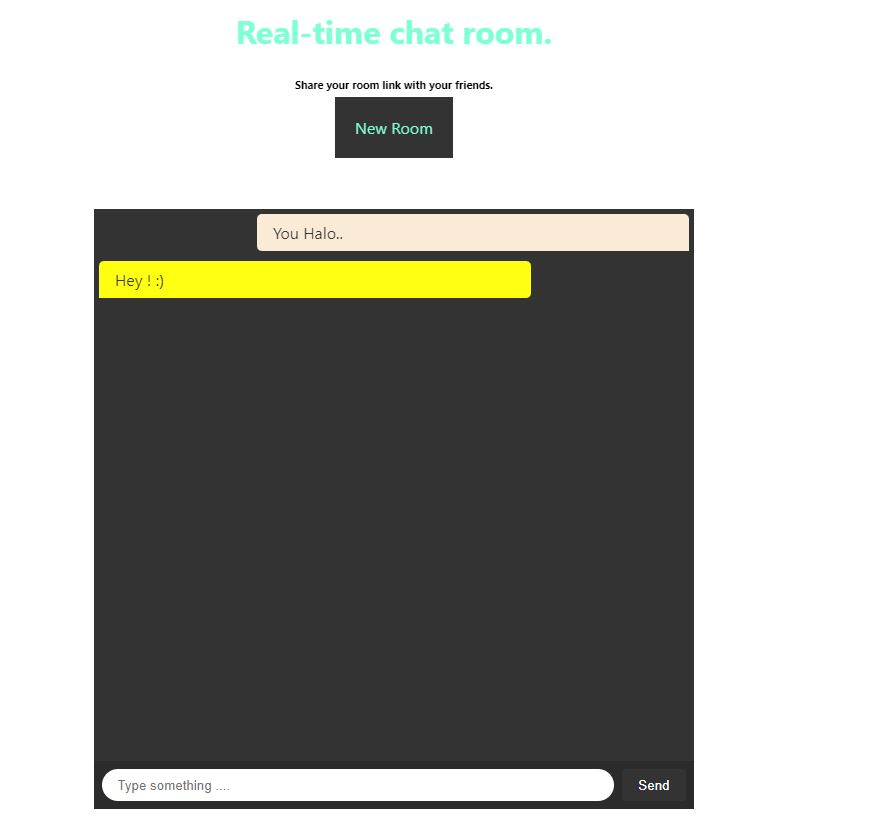 Real-time chat room.
Share your room link with your friends.
New Room
You Halo..
Hey ! :)
Type something ....
Send